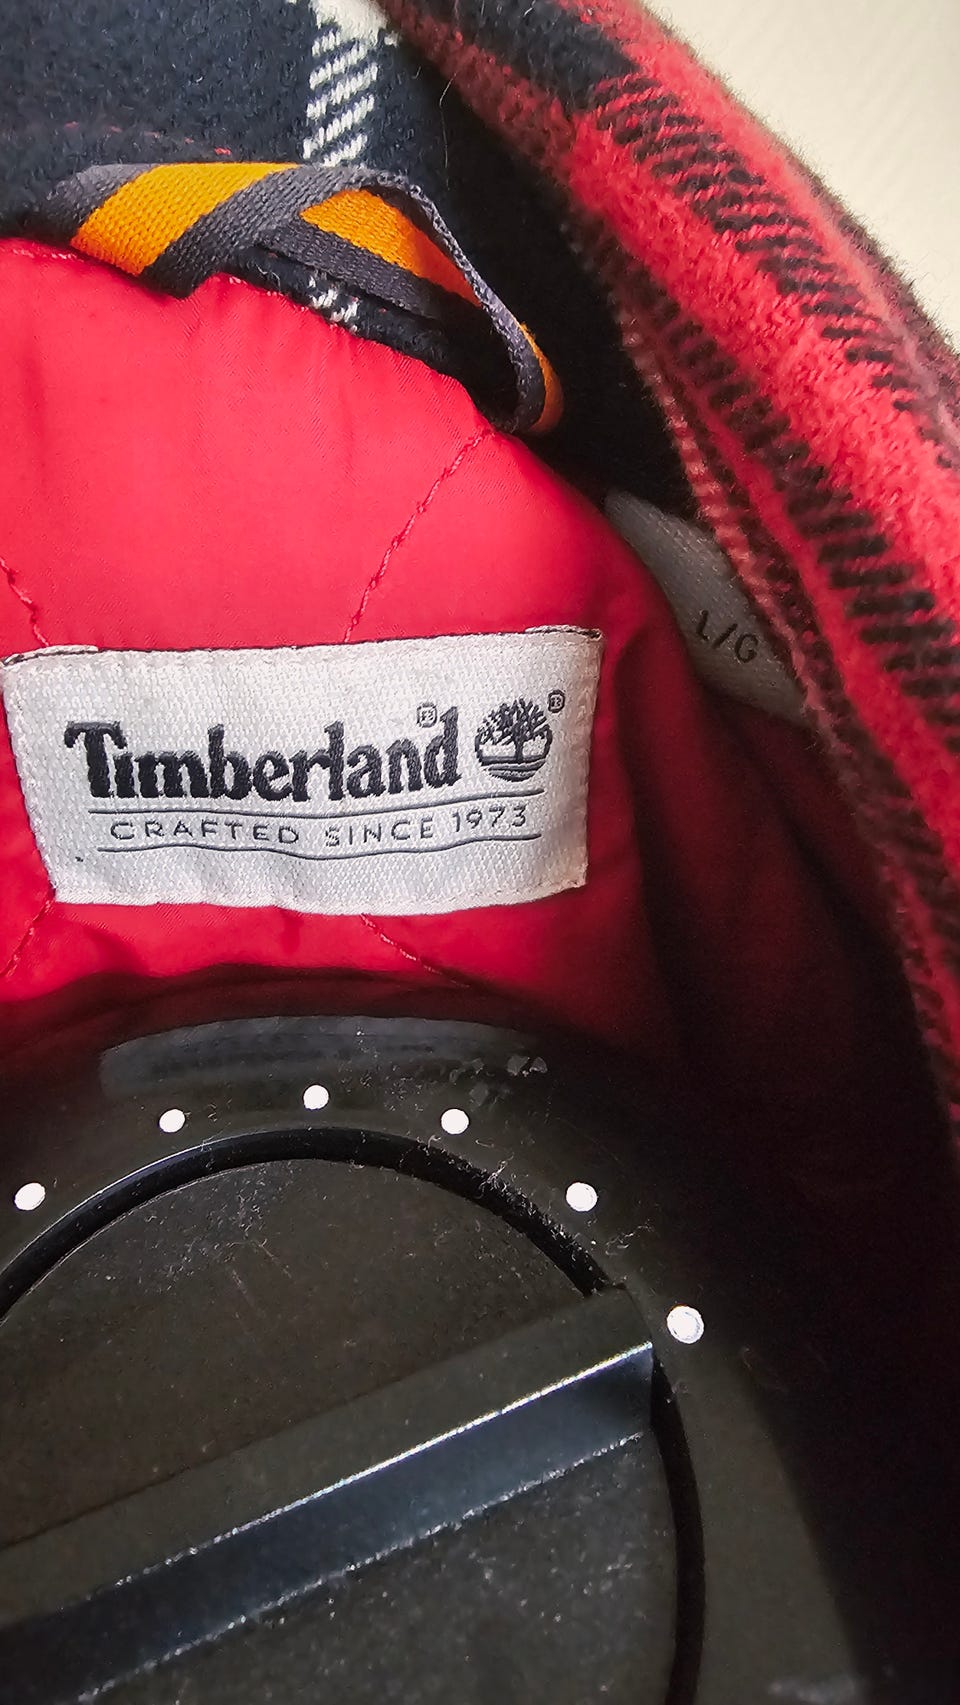 L/G
Timberland®
®
CRAFTED SINCE 1973